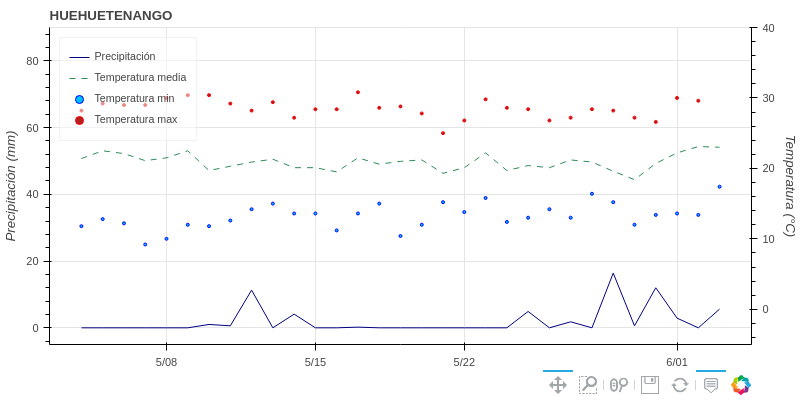 HUEHUETENANGO
Precipitación
Temperatura media
Temperatura min
Temperatura max
Precipitación (mm)
80
60
40
20
0
Temperatura (°C)
40
30
20
10
0
5/08
5/15
5/22
6/01